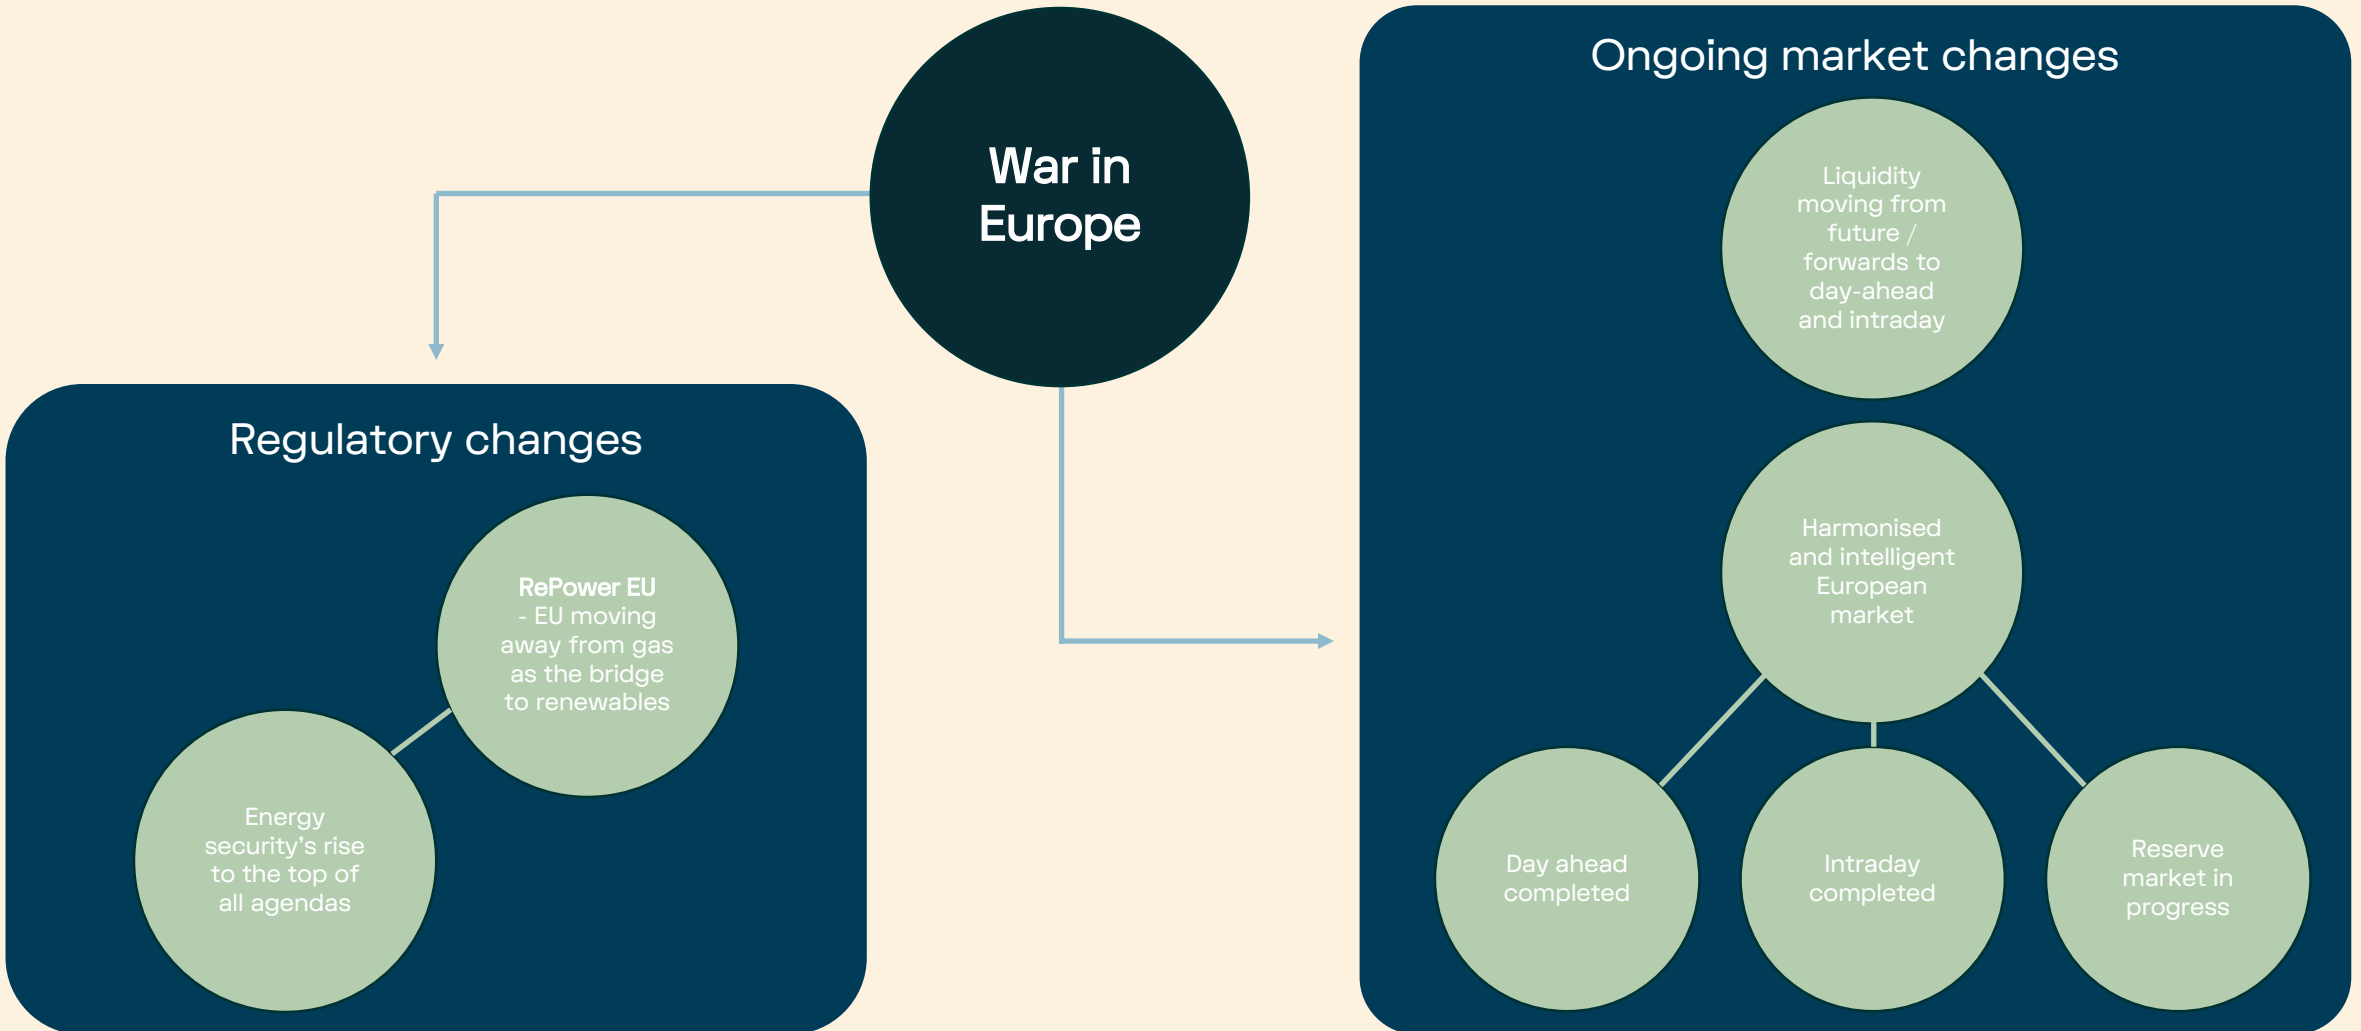 War in
Europe
Regulatory changes
RePower EU
- EU moving
away from gas
as the bridge
to renewables
Energy
security’s rise
to the top of
all agendas
Ongoing market changes
Liquidity
moving from
future /
forwards to
day-ahead
and intraday
Harmonised
and intelligent
European
market
Day ahead
completed
Intraday
completed
Reserve
market in
progress